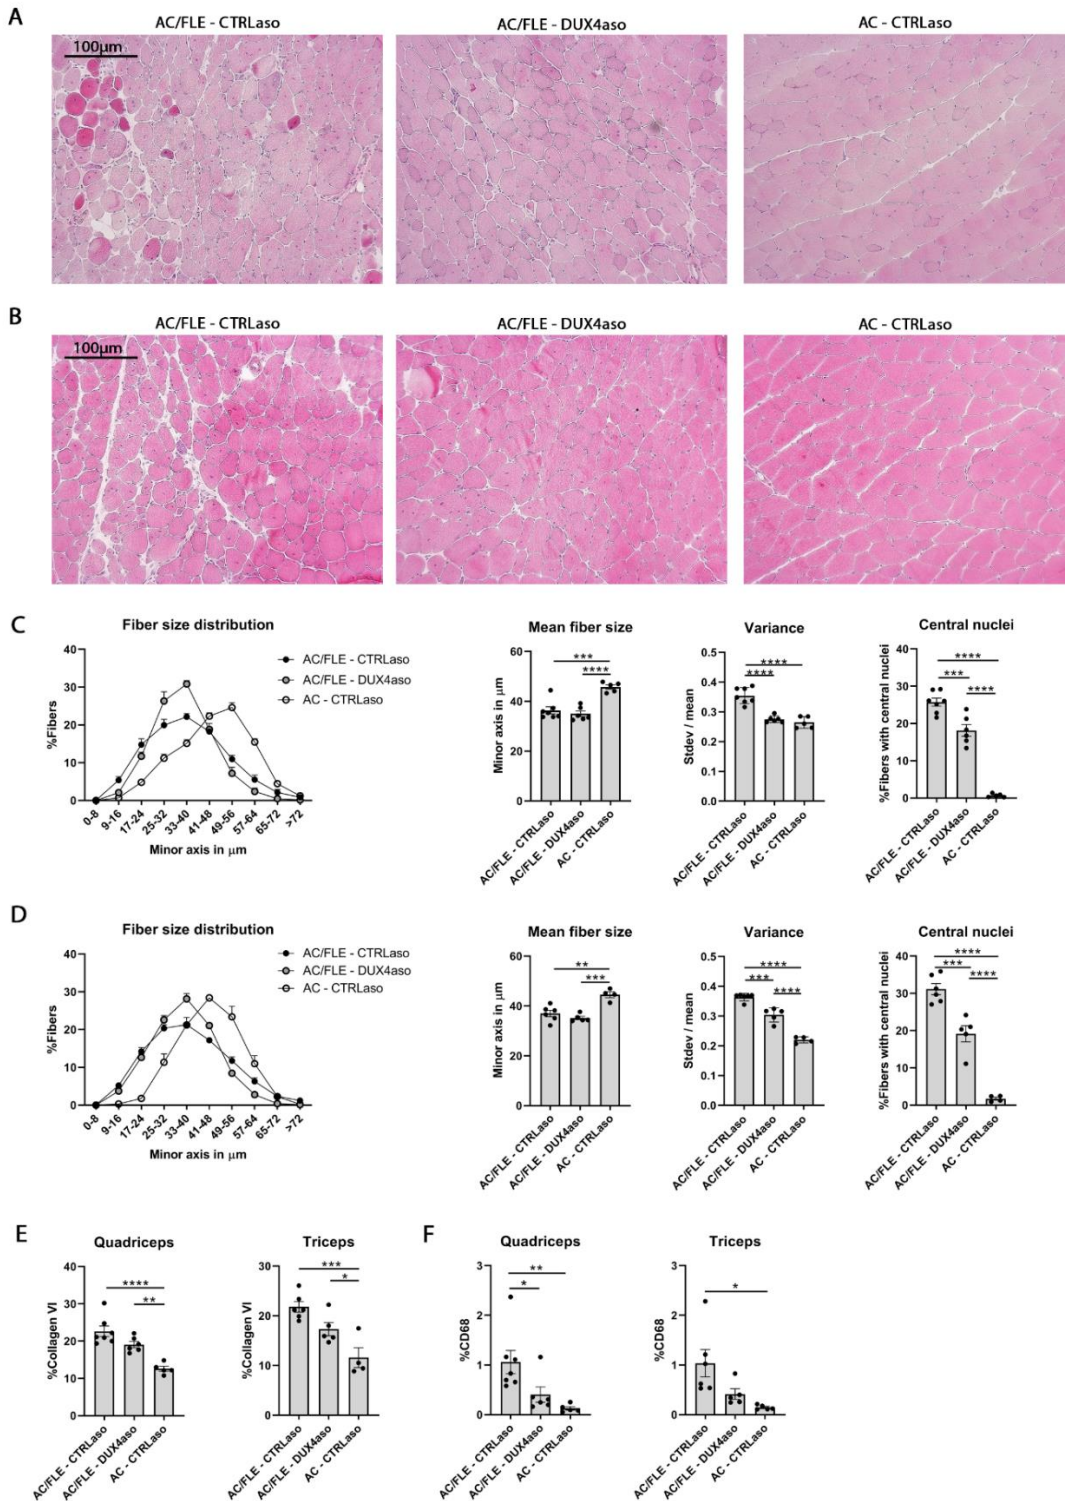 A
AC/FLE - CTRLaso
AC/FLE - DUX4aso
AC - CTRLaso
100μm
B
AC/FLE - CTRLaso
AC/FLE - DUX4aso
AC - CTRLaso
100μm
C
Fiber size distribution
%Fibers
40
30
20
10
0
0-8
9-16
17-24
25-32
33-40
41-48
49-56
57-64
65-72
>72
Minor axis in μm
AC/FLE - CTRLaso
AC/FLE - DUX4aso
AC - CTRLaso
Mean fiber size
Minor axis in μm
60
40
20
0
***
****
AC/FLE - CTRLaso
AC/FLE - DUX4aso
AC - CTRLaso
Variance
Stdev / mean
0.5
0.4
0.3
0.2
0.1
0.0
****
****
AC/FLE - CTRLaso
AC/FLE - DUX4aso
AC - CTRLaso
Central nuclei
%Fibers with central nuclei
40
30
20
10
0
****
***
****
AC/FLE - CTRLaso
AC/FLE - DUX4aso
AC - CTRLaso
D
Fiber size distribution
%Fibers
40
30
20
10
0
0-8
9-16
17-24
25-32
33-40
41-48
49-56
57-64
65-72
>72
Minor axis in μm
AC/FLE - CTRLaso
AC/FLE - DUX4aso
AC - CTRLaso
Mean fiber size
Minor axis in μm
60
40
20
0
**
***
AC/FLE - CTRLaso
AC/FLE - DUX4aso
AC - CTRLaso
Variance
Stdev / mean
0.5
0.4
0.3
0.2
0.1
0.0
****
***
****
AC/FLE - CTRLaso
AC/FLE - DUX4aso
AC - CTRLaso
Central nuclei
%Fibers with central nuclei
40
30
20
10
0
****
***
****
AC/FLE - CTRLaso
AC/FLE - DUX4aso
AC - CTRLaso
E
Quadriceps
%Collagen VI
40
30
20
10
0
****
**
AC/FLE - CTRLaso
AC/FLE - DUX4aso
AC - CTRLaso
Triceps
%Collagen VI
30
20
10
0
***
*
AC/FLE - CTRLaso
AC/FLE - DUX4aso
AC - CTRLaso
F
Quadriceps
%CD68
3
2
1
0
**
*
AC/FLE - CTRLaso
AC/FLE - DUX4aso
AC - CTRLaso
Triceps
%CD68
3
2
1
0
*
AC/FLE - CTRLaso
AC/FLE - DUX4aso
AC - CTRLaso